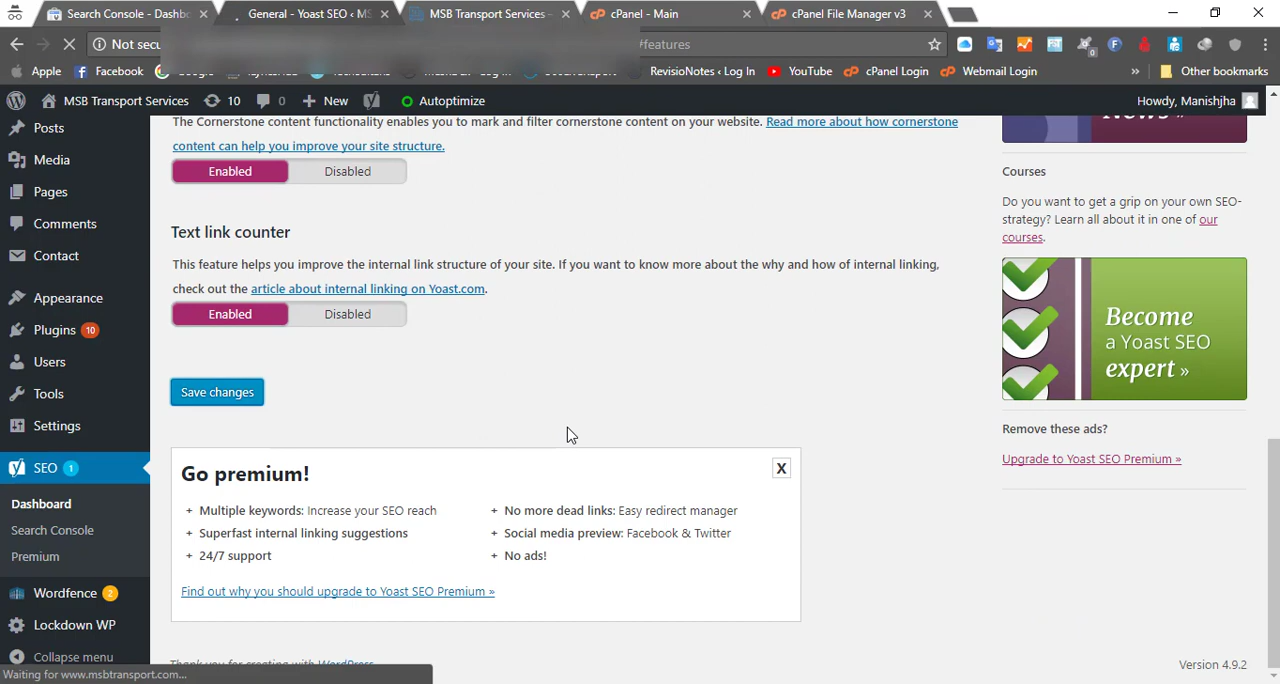 Search Console - Dashb
General - Yoast SEO ‹ MS
MSB Transport Services -
cPanel - Main
cPanel File Manager v3
Not secu
#features
Apple
Facebook
RevisioNotes ‹ Log In
YouTube
cPanel Login
Webmail Login
»
Other bookmarks
MSB Transport Services
10
0
+ New
Autoptimize
Howdy, Manishjha
Posts
Media
Pages
Comments
Contact
Appearance
Plugins 10
Users
Tools
Settings
SEO 1
Dashboard
Search Console
Premium
Wordfence 2
Lockdown WP
Collapse menu
The Cornerstone content functionality enables you to mark and filter cornerstone content on your website. Read more about how cornerstone
content can help you improve your site structure.
Enabled Disabled
Text link counter
This feature helps you improve the internal link structure of your site. If you want to know more about the why and how of internal linking,
check out the article about internal linking on Yoast.com.
Enabled Disabled
Save changes
Go premium!
X
+ Multiple keywords: Increase your SEO reach
+ Superfast internal linking suggestions
+ 24/7 support
+ No more dead links: Easy redirect manager
+ Social media preview: Facebook & Twitter
+ No ads!
Find out why you should upgrade to Yoast SEO Premium »
Thank you for creating with WordPress
Version 4.9.2
News »
Courses
Do you want to get a grip on your own SEO-
strategy? Learn all about it in one of our
courses.
Become
a Yoast SEO
expert »
Remove these ads?
Upgrade to Yoast SEO Premium »
Waiting for www.msbtransport.com...